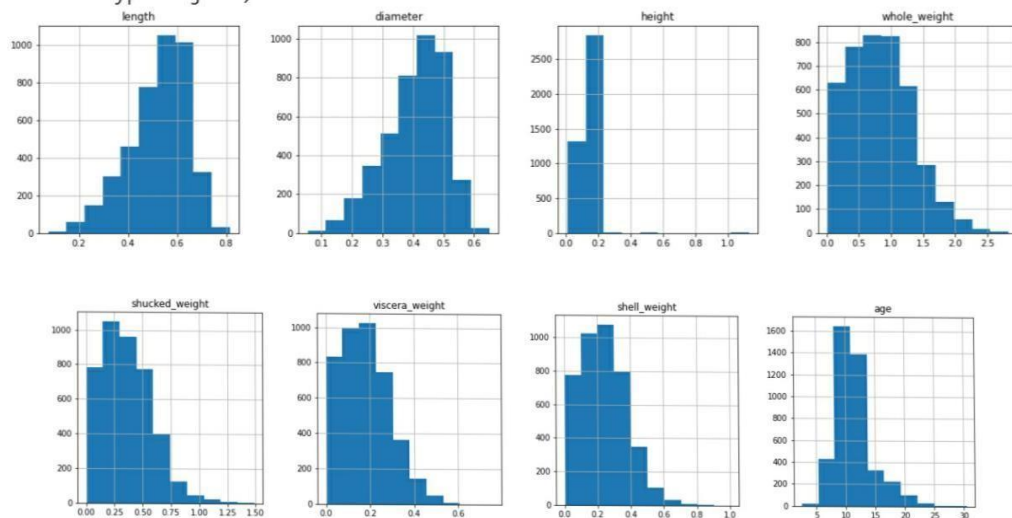 length diameter height whole_weight
1000 800 600 400 200 0
0.2 0.4 0.6 0.8
1000 800 600 400 200 0
0.1 0.2 0.3 0.4 0.5 0.6
2500 2000 1500 1000 500 0
0.0 0.2 0.4 0.6 0.8 1.0
800 700 600 500 400 300 200 100 0
0.0 0.5 1.0 1.5 2.0 2.5
shucked_weight viscera_weight shell_weight age
1000 800 600 400 200 0
0.00 0.25 0.50 0.75 1.00 1.25 1.50
1000 800 600 400 200 0
0.0 0.2 0.4 0.6
1000 800 600 400 200 0
0.0 0.2 0.4 0.6 0.8 1.0
1600 1400 1200 1000 800 600 400 200 0
5 10 15 20 25 30